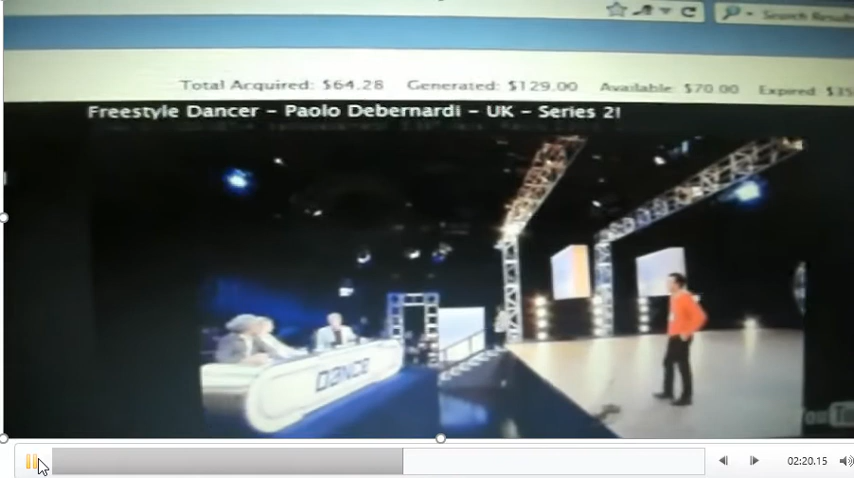 Search Results
Total Acquired: $64.28 Generated: $129.00 Available: $70.00 Expired: $35
Freestyle Dancer – Paolo Debernardi – UK – Series 2!
DANCE
YouTu
02:20.15